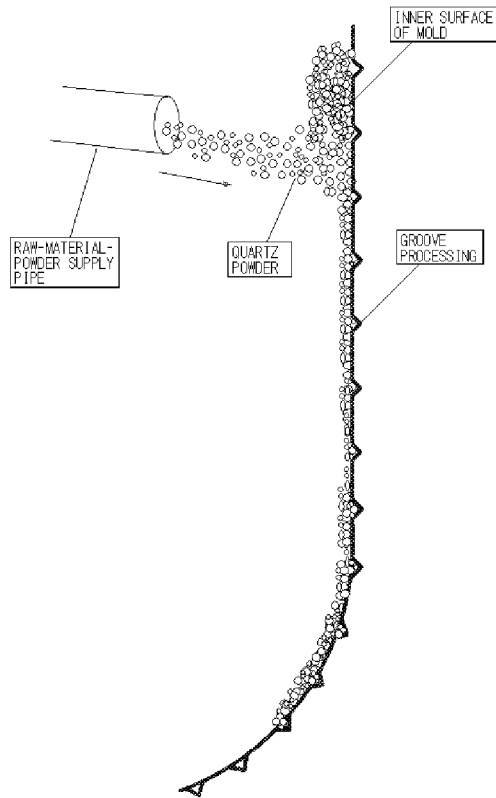 INNER SURFACE
OF MOLD
RAW-MATERIAL-
POWDER SUPPLY
PIPE
QUARTZ
POWDER
GROOVE
PROCESSING